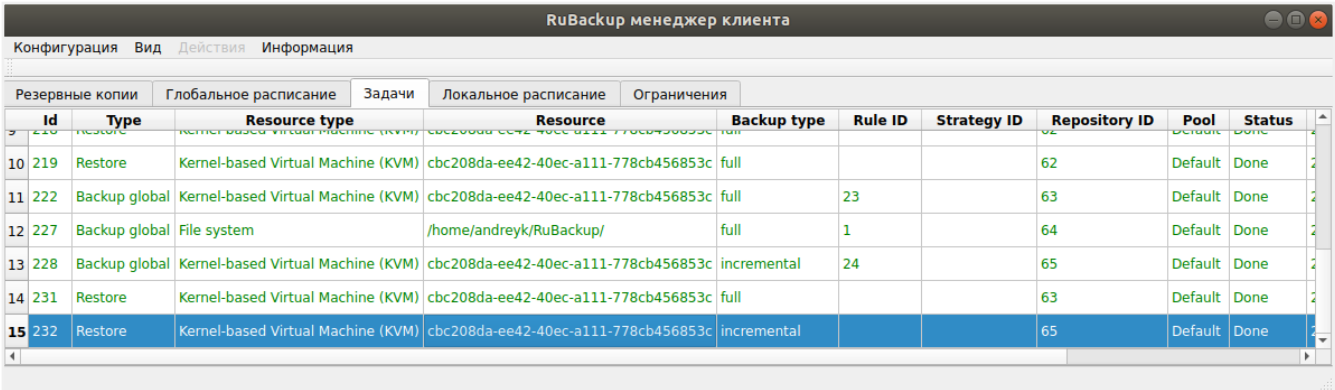 RuBackup менеджер клиента
Конфигурация Вид Действия Информация
Резервные копии Глобальное расписание Задачи Локальное расписание Ограничения
Id Type Resource type Resource Backup type Rule ID Strategy ID Repository ID Pool Status
10 219 Restore Kernel-based Virtual Machine (KVM) cbc208da-ee42-40ec-a111-778cb456853c full 62 Default Done
11 222 Backup global Kernel-based Virtual Machine (KVM) cbc208da-ee42-40ec-a111-778cb456853c full 23 63 Default Done
12 227 Backup global File system /home/andreyk/RuBackup/ full 1 64 Default Done
13 228 Backup global Kernel-based Virtual Machine (KVM) cbc208da-ee42-40ec-a111-778cb456853c incremental 24 65 Default Done
14 231 Restore Kernel-based Virtual Machine (KVM) cbc208da-ee42-40ec-a111-778cb456853c full 63 Default Done
15 232 Restore Kernel-based Virtual Machine (KVM) cbc208da-ee42-40ec-a111-778cb456853c incremental 65 Default Done